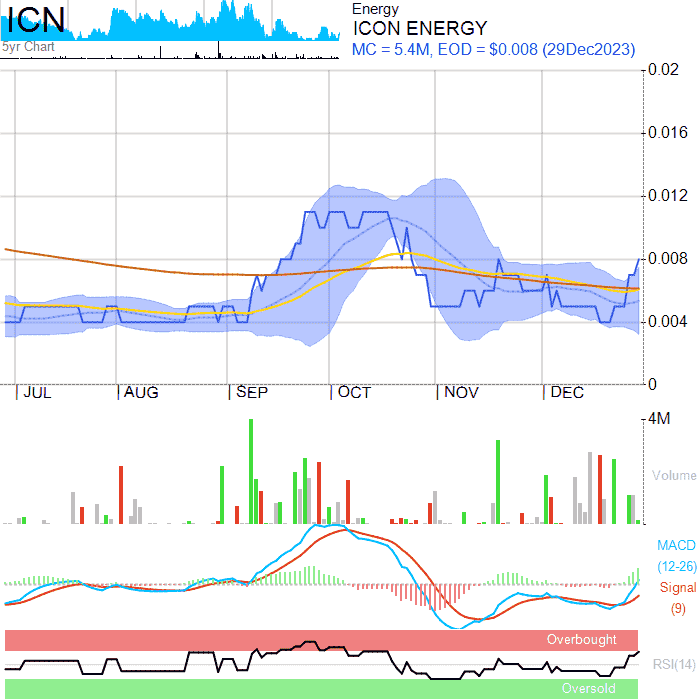 ICN
5yr Chart
Energy
ICON ENERGY
MC = 5.4M, EOD = $0.008 (29Dec2023)
0.02
0.016
0.012
0.008
0.004
0
JUL AUG SEP OCT NOV DEC
4M
Volume
MACD
(12-26)
Signal
(9)
Overbought
RSI(14)
Oversold